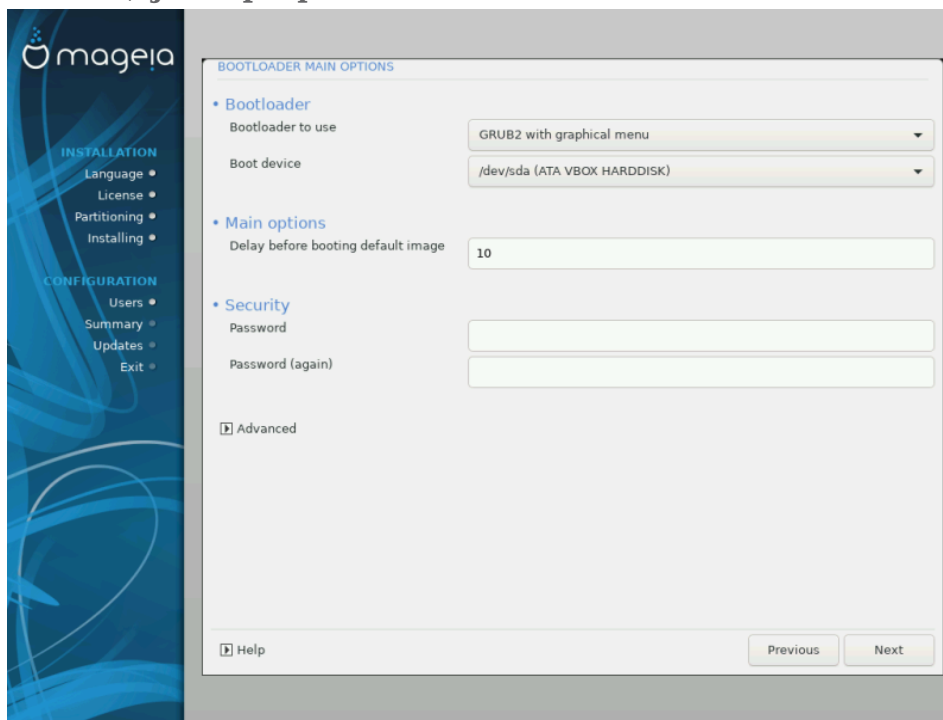 mageia
INSTALLATION
Language
License
Partitioning
Installing
CONFIGURATION
Users
Summary
Updates
Exit
BOOTLOADER MAIN OPTIONS
• Bootloader
Bootloader to use
GRUB2 with graphical menu
Boot device
/dev/sda (ATA VBOX HARDDISK)
• Main options
Delay before booting default image
10
• Security
Password
Password (again)
Advanced
Help
Previous
Next